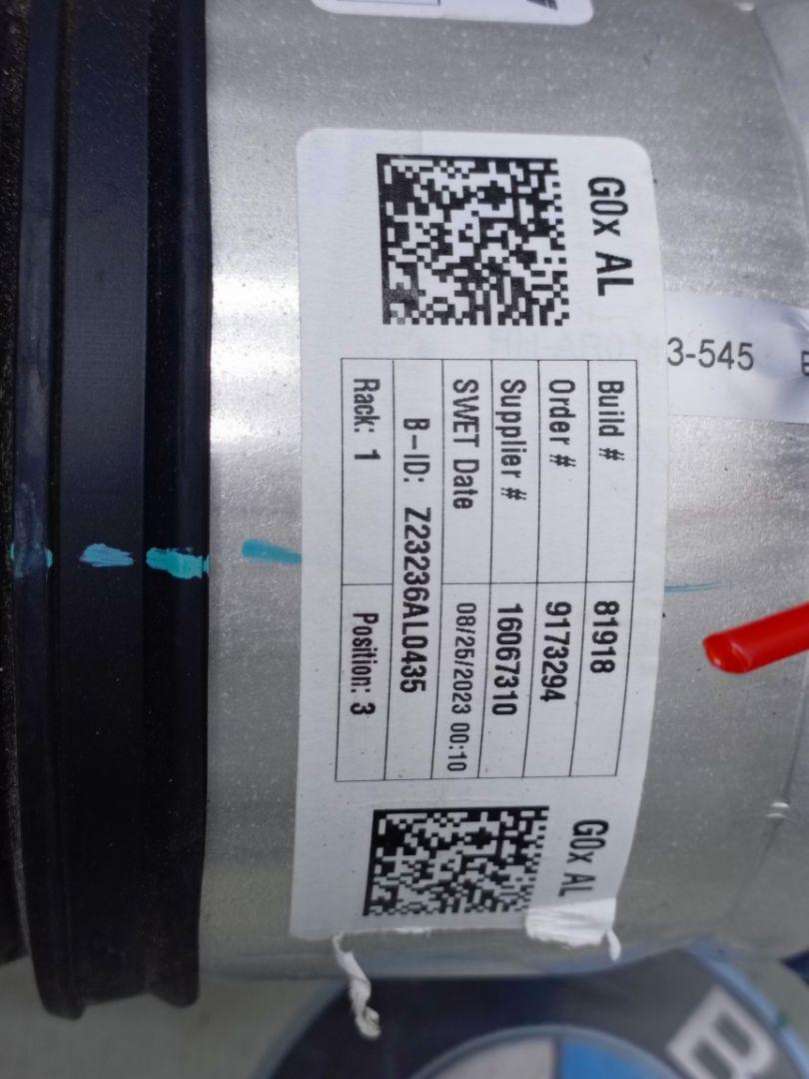 G0x AL
Build # 81918
Order # 9173294
Supplier # 16067310
SWET Date 08/25/2023 00:10
B-ID: Z23236AL0435
Rack: 1 Position: 3
G0x AL
3-545
B